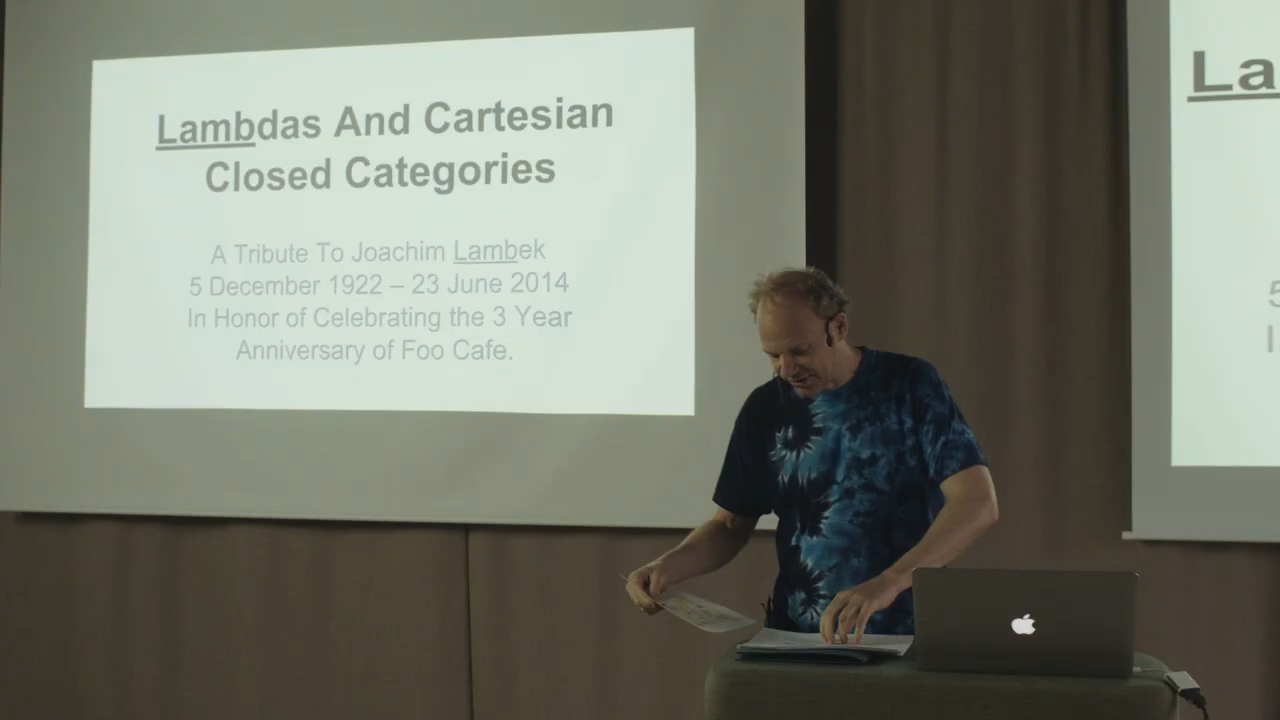 Lambdas And Cartesian
Closed Categories
A Tribute To Joachim Lambek
5 December 1922 – 23 June 2014
In Honor of Celebrating the 3 Year
Anniversary of Foo Cafe.
La
5
I